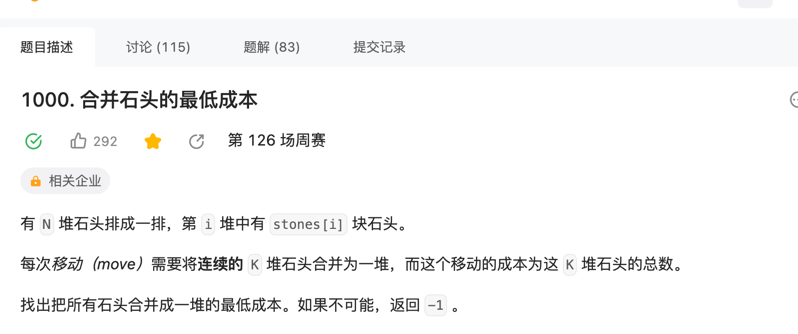 题目描述 讨论 (115) 题解 (83) 提交记录
1000. 合并石头的最低成本
292 第 126 场周赛
相关企业
有 N 堆石头排成一排，第 i 堆中有 stones[i] 块石头。
每次移动（move）需要将连续的 K 堆石头合并为一堆，而这个移动的成本为这 K 堆石头的总数。
找出把所有石头合并成一堆的最低成本。如果不可能，返回 -1 。